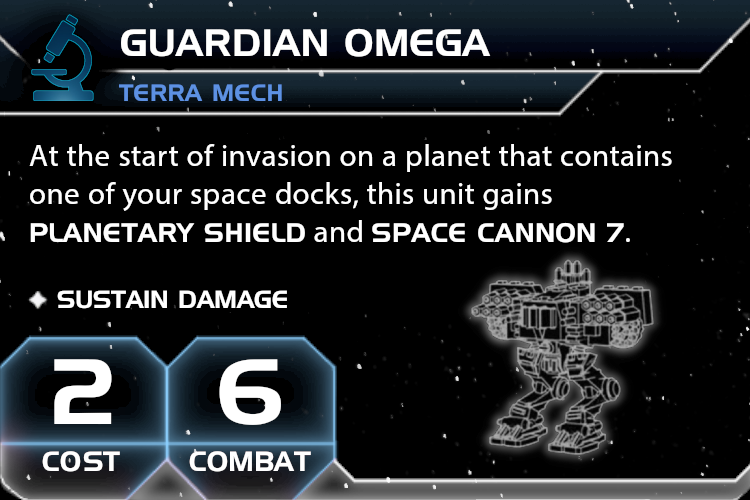 GUARDIAN OMEGA
TERRA MECH
At the start of invasion on a planet that contains
one of your space docks, this unit gains
PLANETARY SHIELD and SPACE CANNON 7.
SUSTAIN DAMAGE
2 6
COST COMBAT